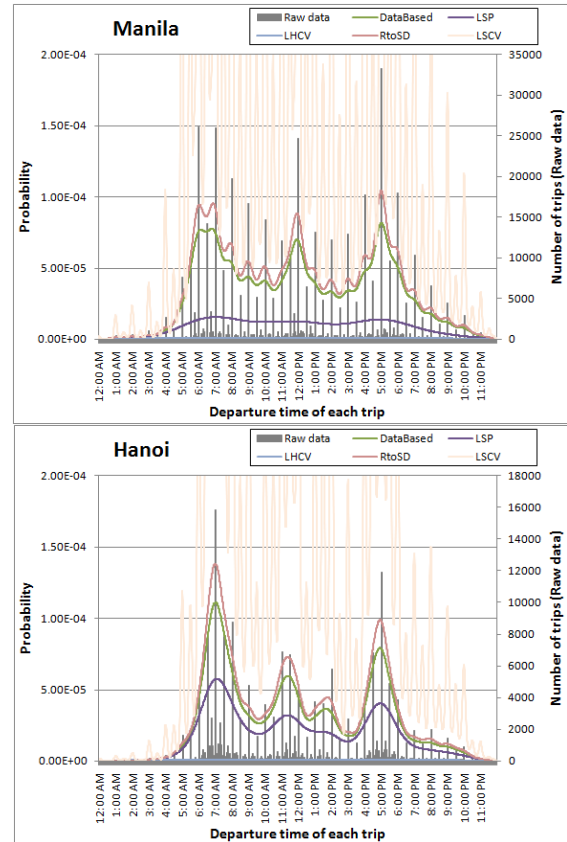 Manila
Raw data DataBased LSP
LHCV RtoSD LSCV
2.00E-04
1.50E-04
1.00E-04
5.00E-05
0.00E+00
Probability
35000
30000
25000
20000
15000
10000
5000
0
Number of trips (Raw data)
12:00 AM
1:00 AM
2:00 AM
3:00 AM
4:00 AM
5:00 AM
6:00 AM
7:00 AM
8:00 AM
9:00 AM
10:00 AM
11:00 AM
12:00 PM
1:00 PM
2:00 PM
3:00 PM
4:00 PM
5:00 PM
6:00 PM
7:00 PM
8:00 PM
9:00 PM
10:00 PM
11:00 PM
Departure time of each trip
Hanoi
Raw data DataBased LSP
LHCV RtoSD LSCV
2.00E-04
1.50E-04
1.00E-04
5.00E-05
0.00E+00
Probability
18000
16000
14000
12000
10000
8000
6000
4000
2000
0
Number of trips (Raw data)
12:00 AM
1:00 AM
2:00 AM
3:00 AM
4:00 AM
5:00 AM
6:00 AM
7:00 AM
8:00 AM
9:00 AM
10:00 AM
11:00 AM
12:00 PM
1:00 PM
2:00 PM
3:00 PM
4:00 PM
5:00 PM
6:00 PM
7:00 PM
8:00 PM
9:00 PM
10:00 PM
11:00 PM
Departure time of each trip